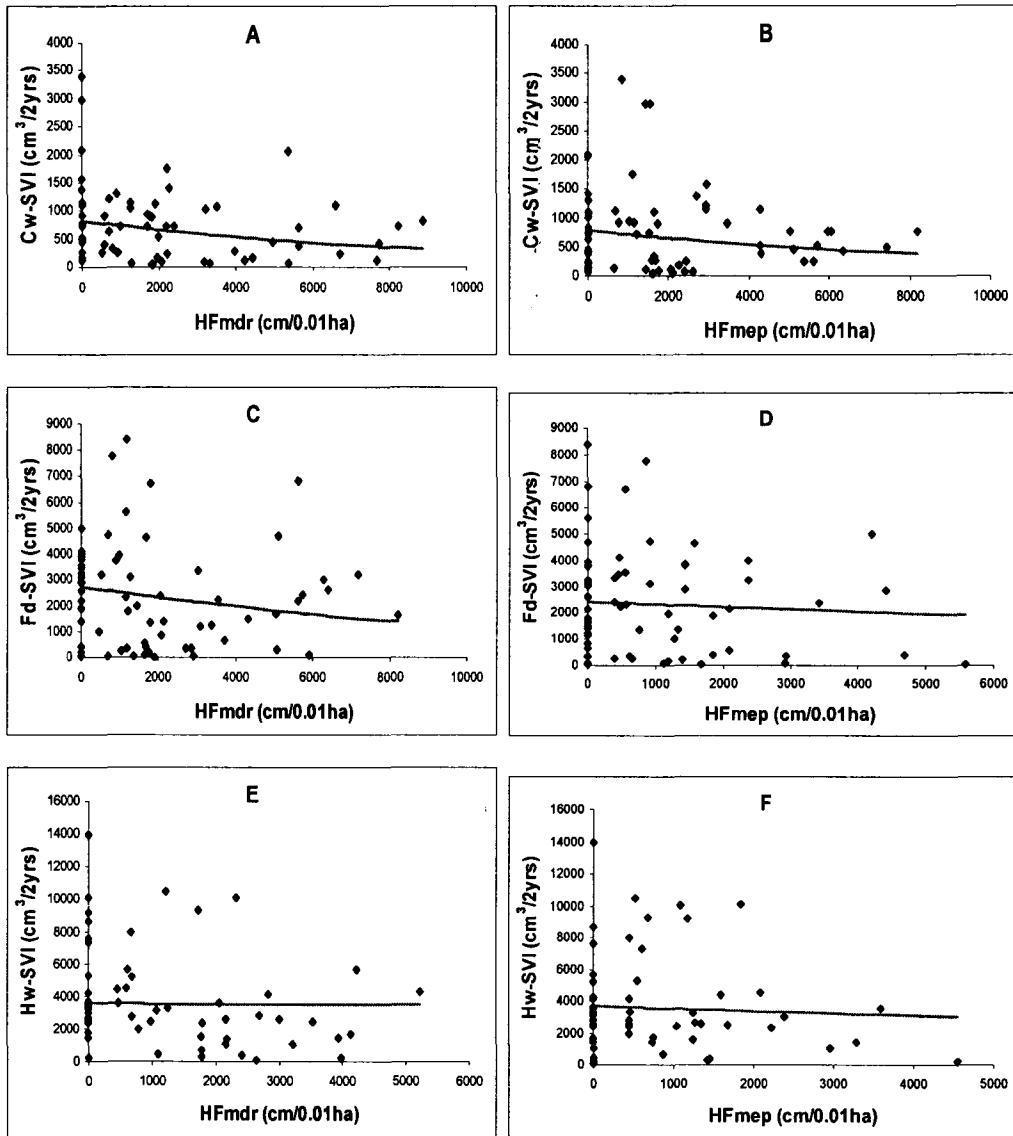 A
Cw-SVI (cm³/2yrs)
4000
3500
3000
2500
2000
1500
1000
500
0
0 2000 4000 6000 8000 10000
HFmdr (cm/0.01ha)
B
Cw-SVI (cm³/2yrs)
4000
3500
3000
2500
2000
1500
1000
500
0
0 2000 4000 6000 8000 10000
HFmep (cm/0.01ha)
C
Fd-SVI (cm³/2yrs)
9000
8000
7000
6000
5000
4000
3000
2000
1000
0
0 2000 4000 6000 8000 10000
HFmdr (cm/0.01ha)
D
Fd-SVI (cm³/2yrs)
9000
8000
7000
6000
5000
4000
3000
2000
1000
0
0 1000 2000 3000 4000 5000 6000
HFmep (cm/0.01ha)
E
Hw-SVI (cm³/2yrs)
16000
14000
12000
10000
8000
6000
4000
2000
0
0 1000 2000 3000 4000 5000 6000
HFmdr (cm/0.01ha)
F
Hw-SVI (cm³/2yrs)
16000
14000
12000
10000
8000
6000
4000
2000
0
0 1000 2000 3000 4000 5000
HFmep (cm/0.01ha)